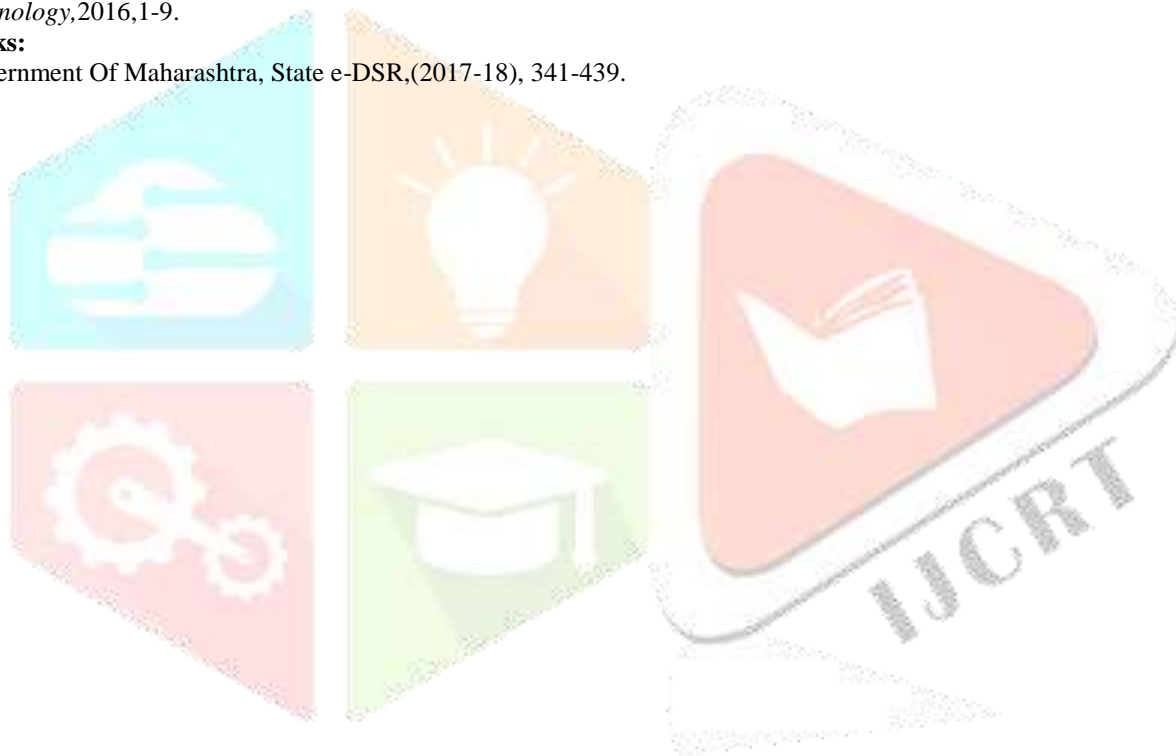 nology,2016,1-9.
ks:
ernment Of Maharashtra, State e-DSR,(2017-18), 341-439.
IJCRT